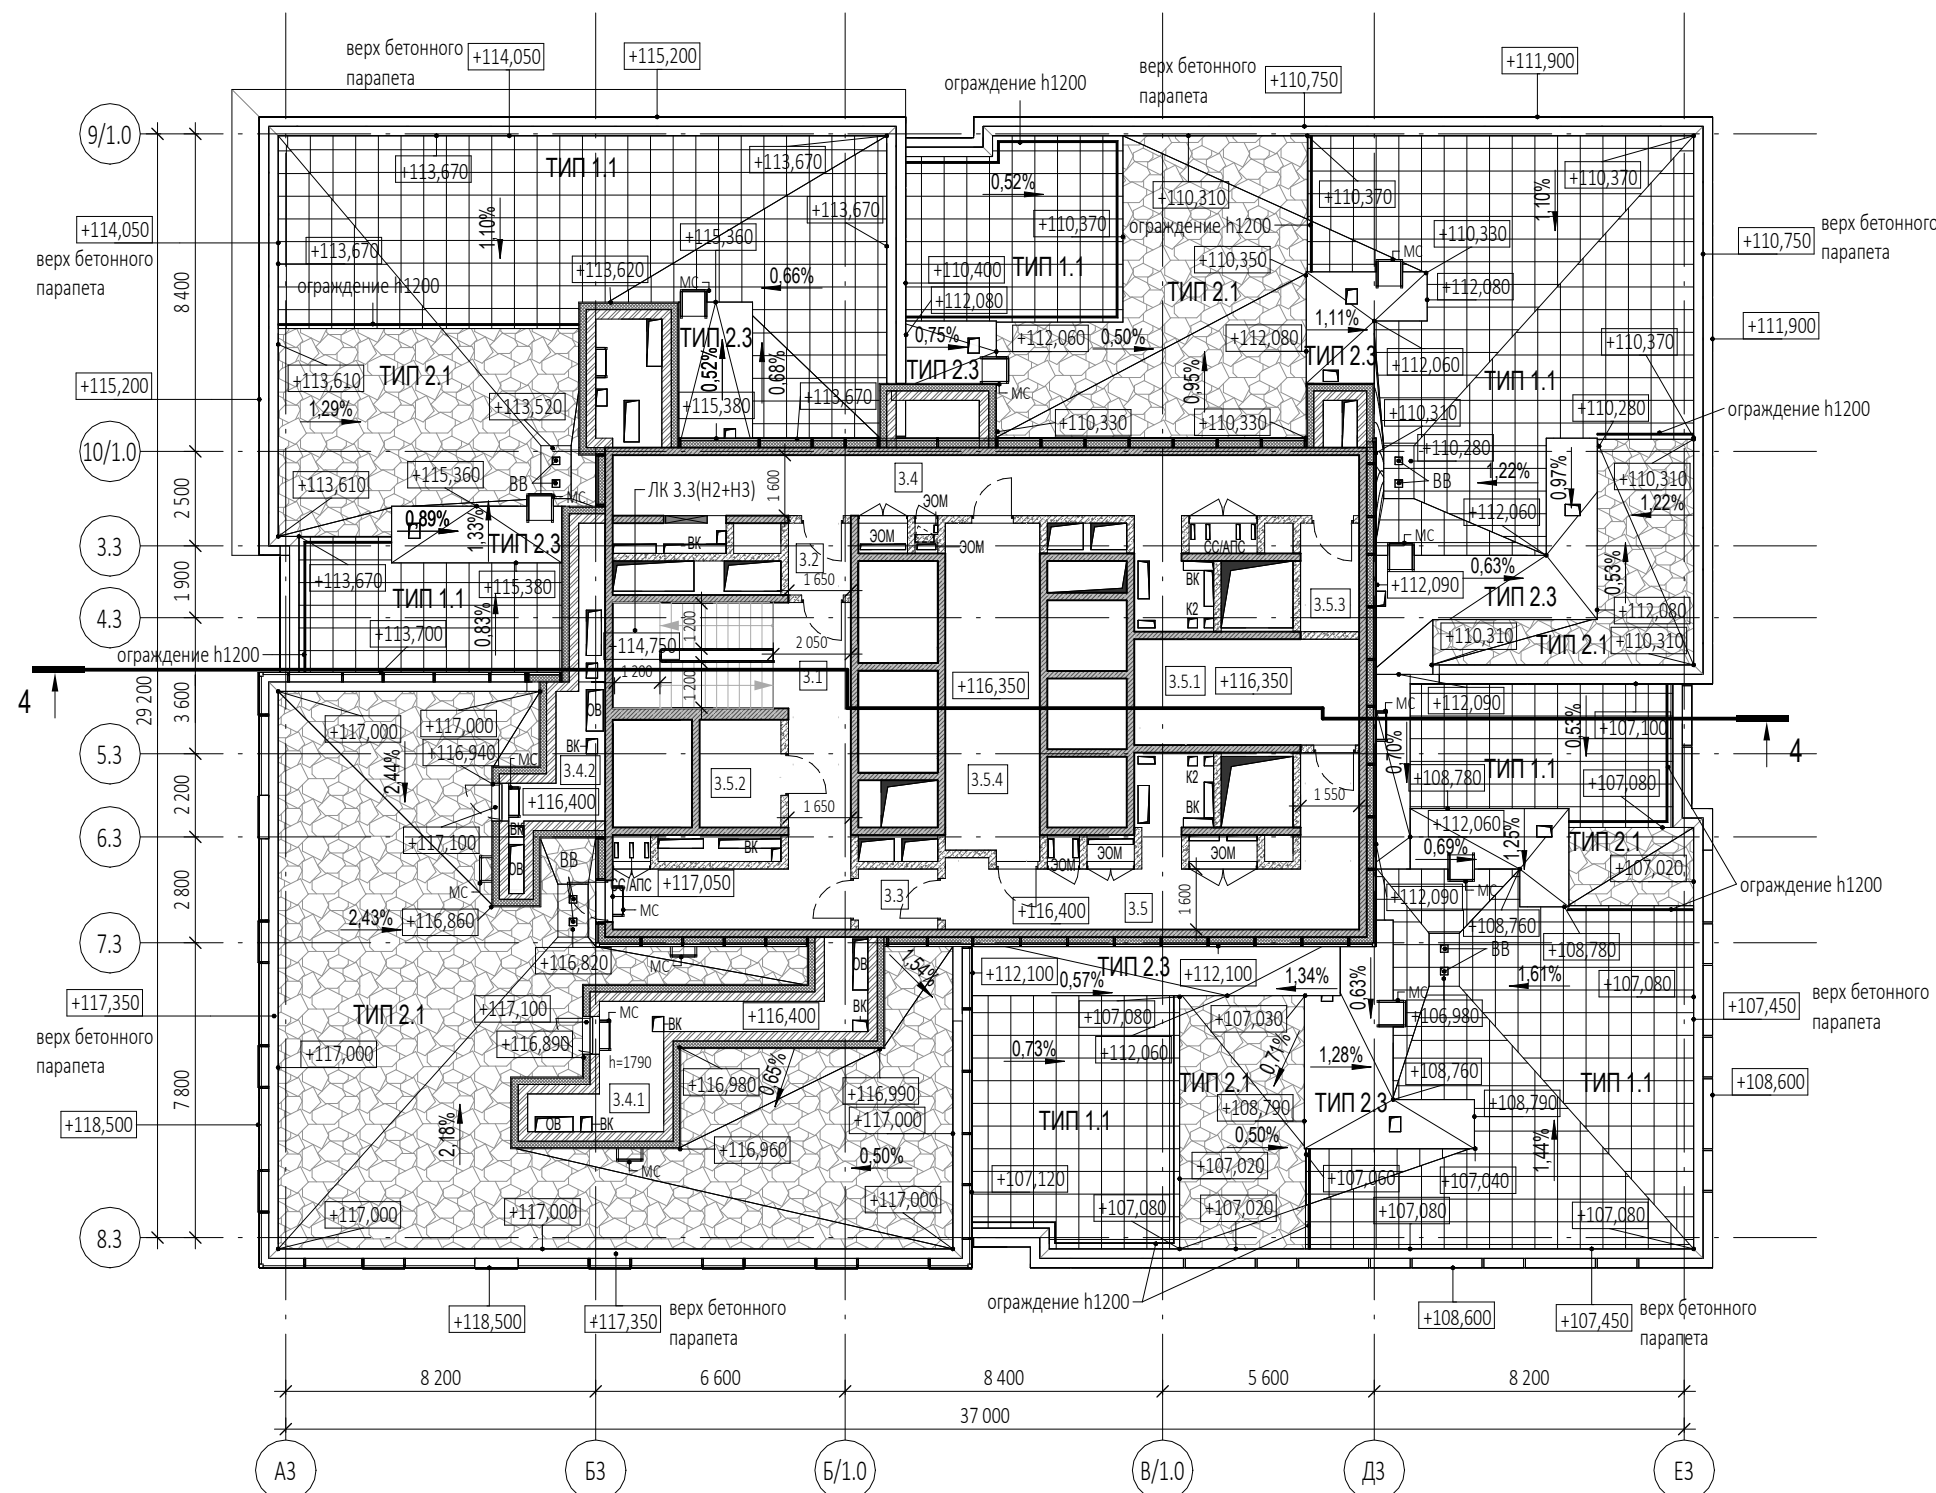 верх бетонного
парапета
+114,050
+115,200
ограждение h1200
верх бетонного
парапета
+110,750
+111,900
9/1.0
+113,670
ТИП 1.1
+113,670
0,52%
+110,310
+110,370
1,10%
+110,370
+114,050
верх бетонного
парапета
1,10%
+113,670
+115,360
+113,670
+110,370
ограждение h1200
+110,330
+110,750
верх бетонного
парапета
ограждение h1200
+113,620
МС
0,66%
+110,400
ТИП 1.1
+110,350
МС
+112,080
8 400
+112,080
ТИП 2.1
+111,900
ТИП 2.3
0,75%
+112,060
0,50%
+112,080
1,11%
+110,370
+115,200
+113,610
ТИП 2.1
1,29%
+113,520
0,52%
0,68%
+115,380
+113,670
ТИП 2.3
МС
0,95%
ТИП 2.3
+112,060
ТИП 1.1
+110,330
+110,330
+110,310
+110,280
ограждение h1200
10/1.0
+113,610
+115,360
ВВ
МС
ЛК 3.3(Н2+Н3)
1 600
3.4
ЭОМ
+110,280
ВВ
1,22%
0,97%
+110,310
1,22%
2 500
0,89%
1,33%
ТИП 2.3
ВК
3.2
ЭОМ
ЭОМ
СС/АПС
+112,060
МС
3.3
+113,670
+115,380
1 650
ВК
К2
3.5.3
+112,090
0,63%
0,53%
ТИП 2.3
+112,080
1 900
ТИП 1.1
+113,700
0,83%
4.3
+114,750
1 200
2 050
+110,310
ТИП 2.1
+110,310
ограждение h1200
4
29 200
3 600
1 200
1 200
3.1
+116,350
3.5.1
+116,350
+112,090
МС
0,53%
+107,100
4
+117,000
+117,000
+116,940
МС
2,44%
ОВ
ВК
3.4.2
3.5.2
3.5.4
К2
ВК
1 550
0,70%
+108,780
ТИП 1.1
+107,080
5.3
2 200
+116,400
1 650
6.3
+117,100
ВК
ОВ
ВВ
МС
СС/АПС
ВК
+117,050
МС
ЭОМ
ЭОМ
ЭОМ
+112,060
0,69%
1,25%
МС
+112,090
ТИП 2.1
+107,020
ограждение h1200
2 800
2,43%
+116,860
3.3
+116,400
3.5
1 600
+108,760
+108,780
7.3
+116,820
МС
ОВ
1,54%
+112,100
0,57%
ТИП 2.3
+112,100
1,34%
0,63%
ВВ
1,61%
+107,080
+117,350
верх бетонного
парапета
ТИП 2.1
+117,100
+116,890
МС
ВК
+116,400
ВК
+107,080
+107,030
МС
+106,980
+107,450
верх бетонного
парапета
+117,000
h=1790
+112,060
0,73%
0,71%
1,28%
7 800
+116,980
0,65%
+116,990
ТИП 2.1
+108,760
ТИП 1.1
+108,600
+118,500
3.4.1
ОВ
ВК
+117,000
ТИП 1.1
+108,790
ТИП 2.3
+108,790
2,18%
МС
+116,960
0,50%
0,50%
+107,020
1,44%
+117,000
+107,120
+107,060
+107,040
+117,000
+117,000
+107,080
+107,020
+107,080
+107,080
8.3
+118,500
+117,350
верх бетонного
парапета
ограждение h1200
+108,600
+107,450
верх бетонного
парапета
8 200
6 600
8 400
5 600
8 200
37 000
А3
Б3
Б/1.0
В/1.0
Д3
Е3